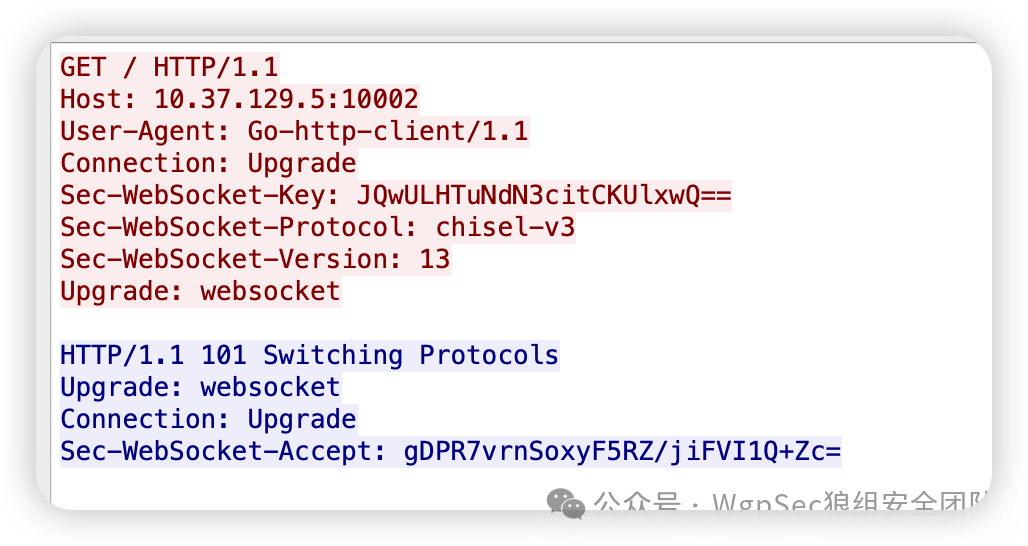 GET / HTTP/1.1
Host: 10.37.129.5:10002
User-Agent: Go-http-client/1.1
Connection: Upgrade
Sec-WebSocket-Key: JQwULHTuNdN3citCKUlxwQ==
Sec-WebSocket-Protocol: chisel-v3
Sec-WebSocket-Version: 13
Upgrade: websocket
HTTP/1.1 101 Switching Protocols
Upgrade: websocket
Connection: Upgrade
Sec-WebSocket-Accept: gDPR7vrnSoxyF5RZ/jiFVI1Q+Zc=
公众号 · WgpSec狼组安全团队